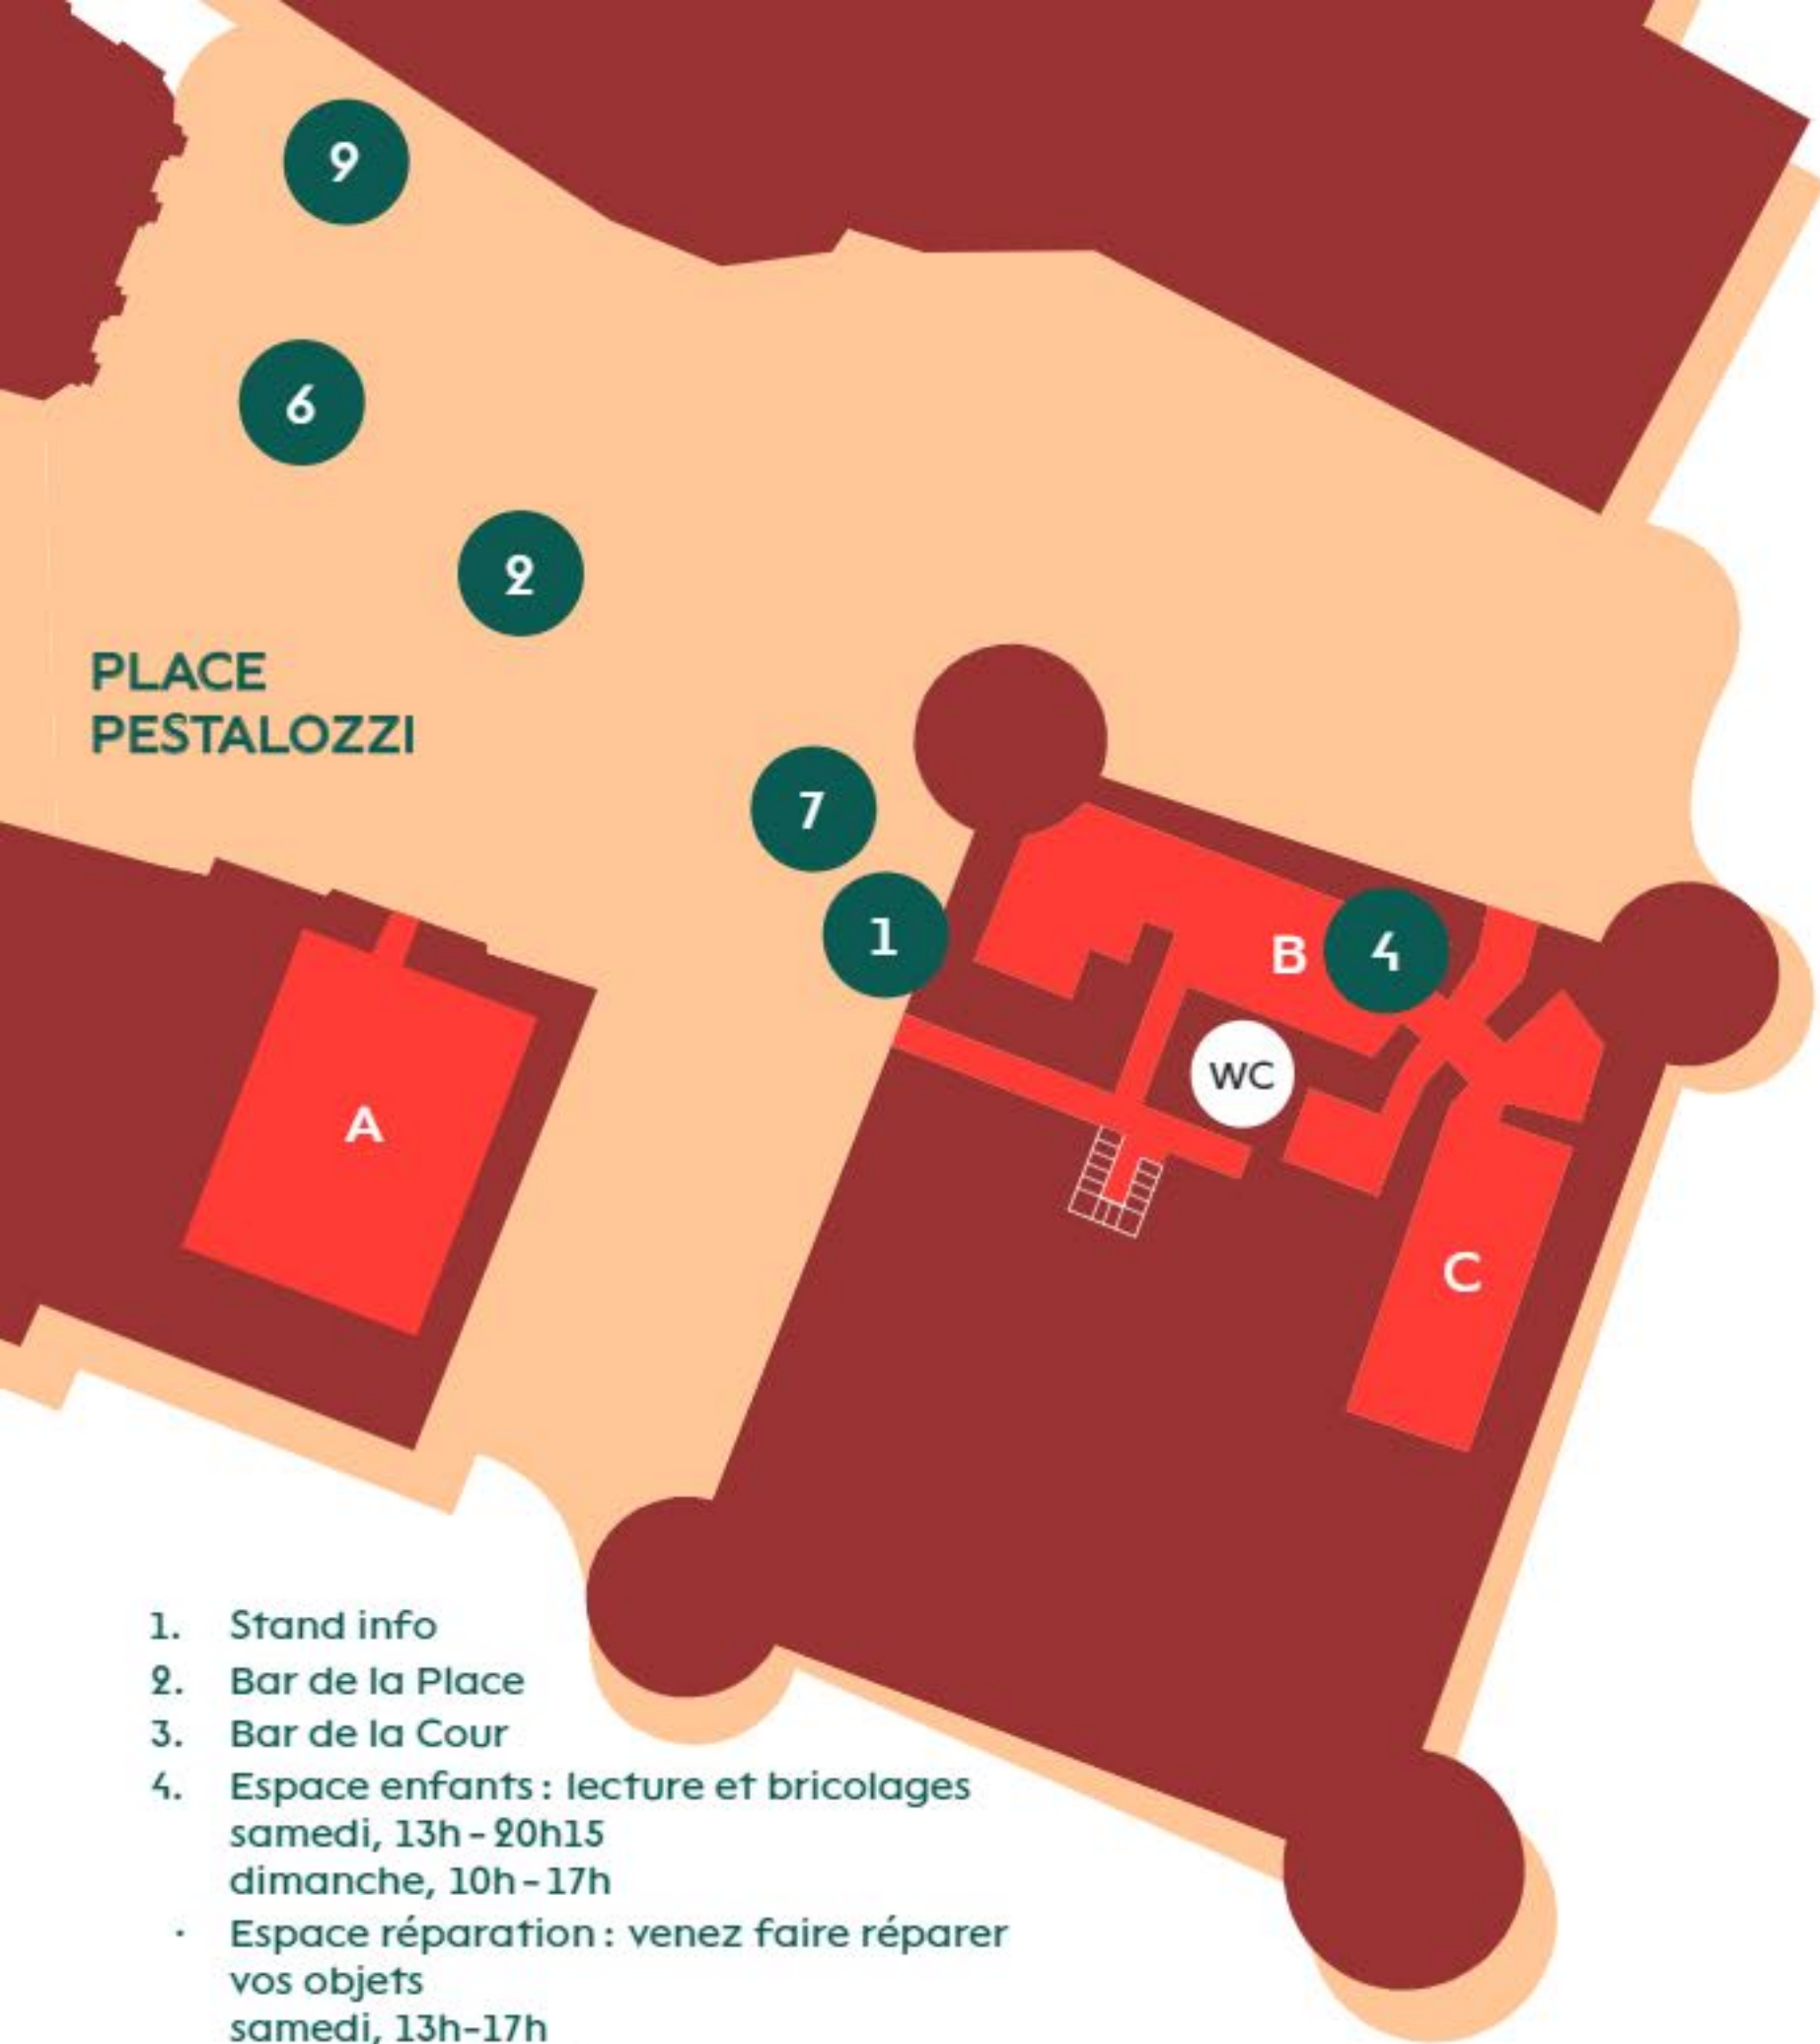 9
6
2
PLACE
PESTALOZZI
7
1
B
4
WC
A
C
1. Stand info
2. Bar de la Place
3. Bar de la Cour
4. Espace enfants : lecture et bricolages
samedi, 13h - 20h15
dimanche, 10h - 17h
· Espace réparation : venez faire réparer
vos objets
samedi, 13h-17h